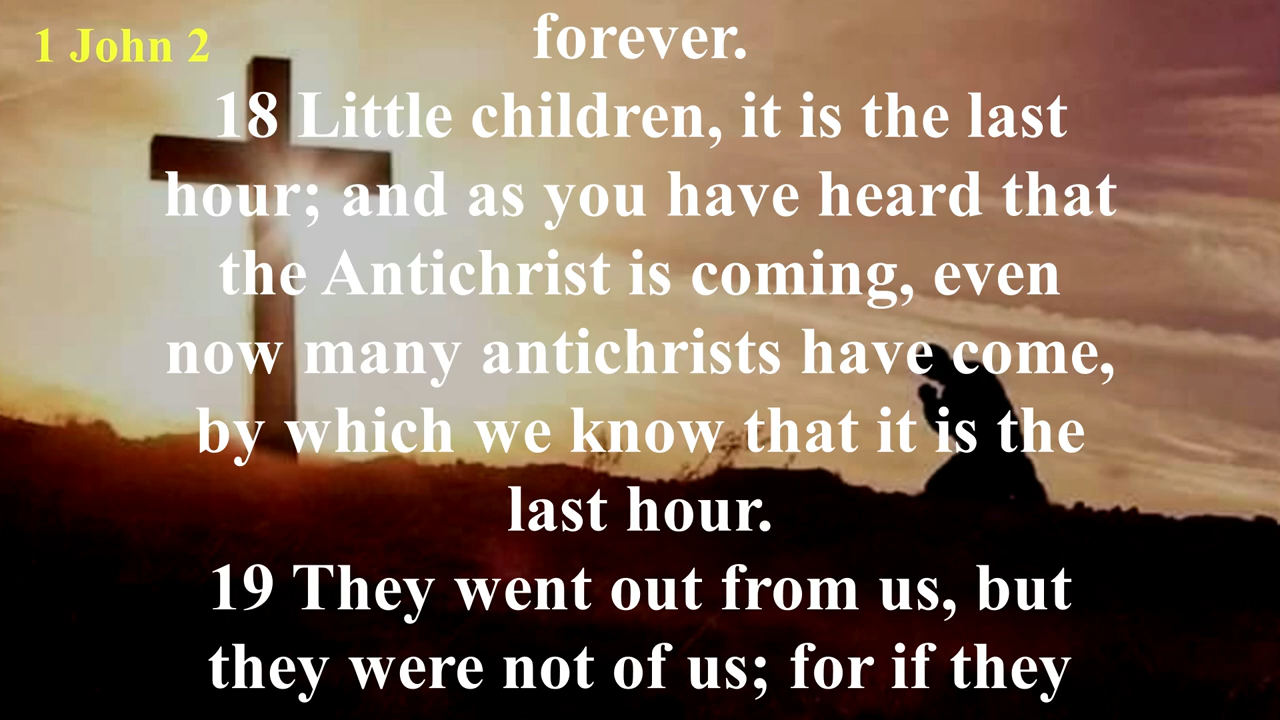 1 John 2
forever.
18 Little children, it is the last
hour; and as you have heard that
the Antichrist is coming, even
now many antichrists have come,
by which we know that it is the
last hour.
19 They went out from us, but
they were not of us; for if they